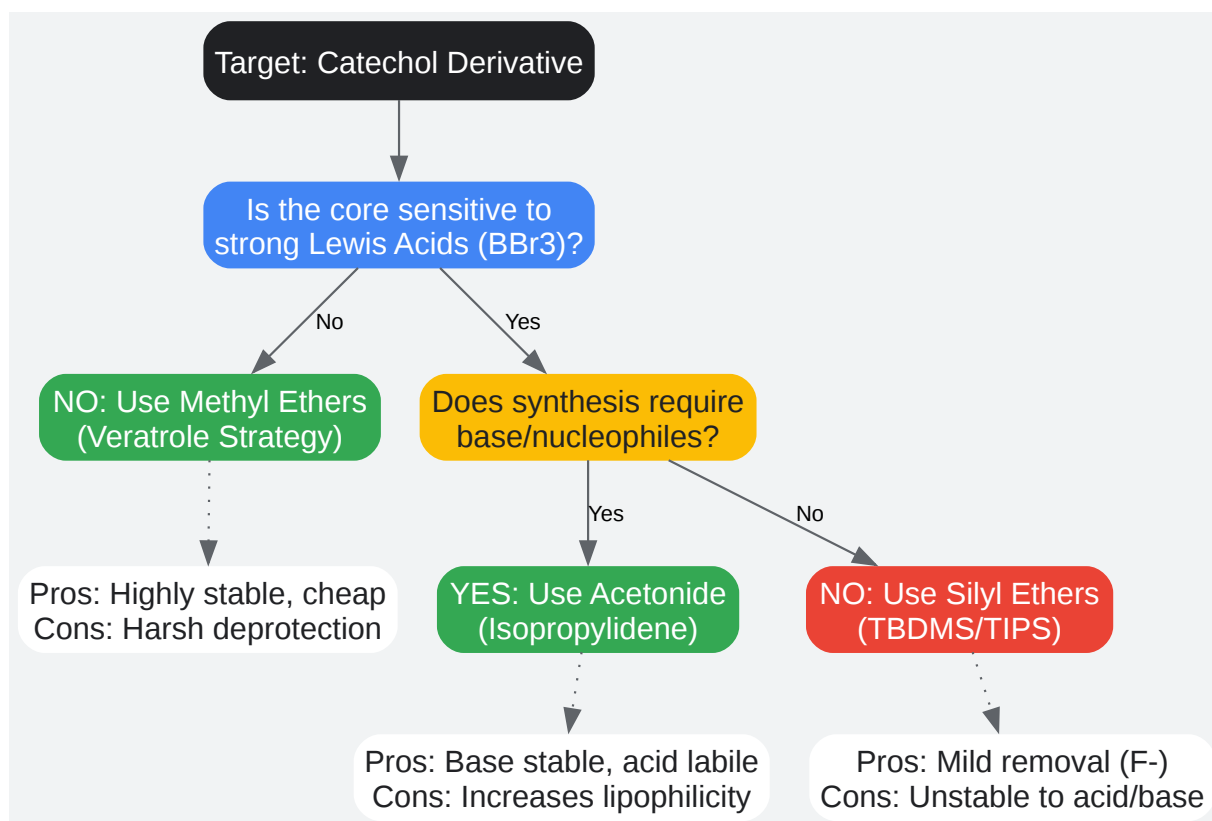 Target: Catechol Derivative
Is the core sensitive to
strong Lewis Acids (BBr3)?
No
Yes
NO: Use Methyl Ethers
(Veratrole Strategy)
Does synthesis require
base/nucleophiles?
Yes
No
Pros: Highly stable, cheap
Cons: Harsh deprotection
YES: Use Acetonide
(Isopropylidene)
NO: Use Silyl Ethers
(TBDMS/TIPS)
Pros: Base stable, acid labile
Cons: Increases lipophilicity
Pros: Mild removal (F-)
Cons: Unstable to acid/base